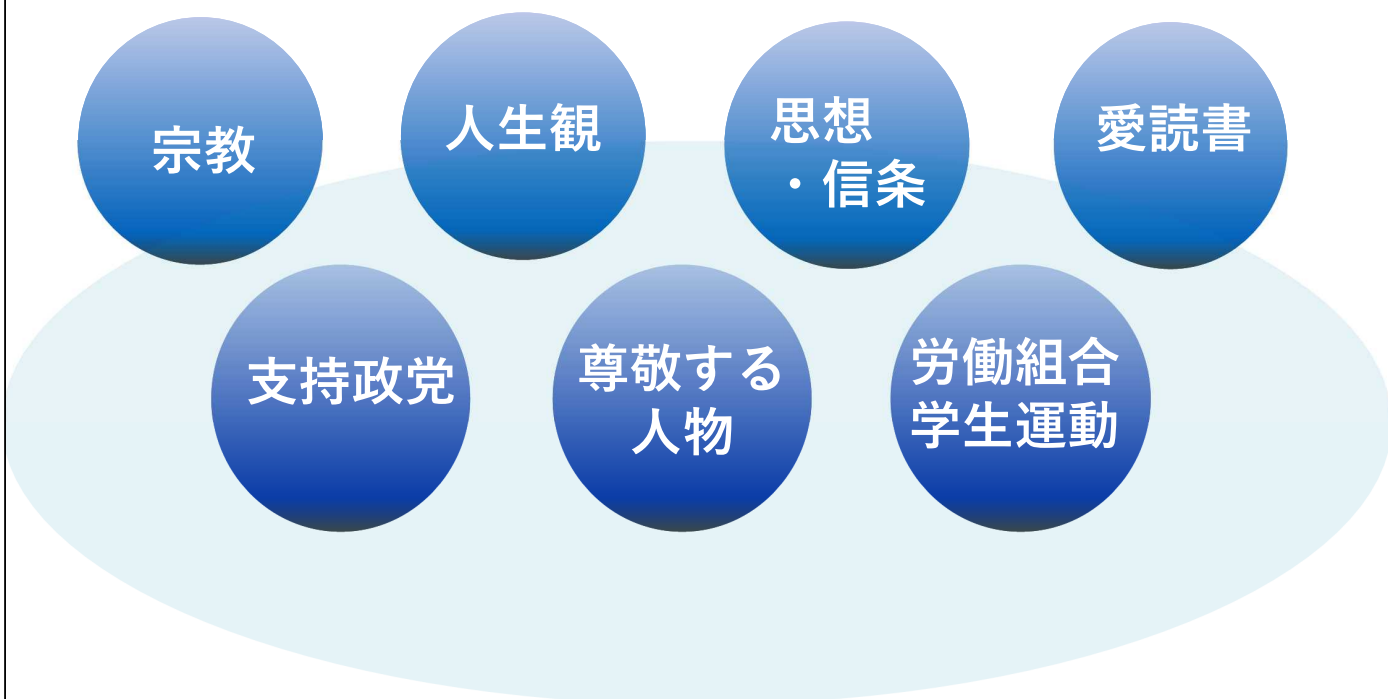 宗教
人生観
思想
・信条
愛読書
支持政党
尊敬する
人物
労働組合
学生運動